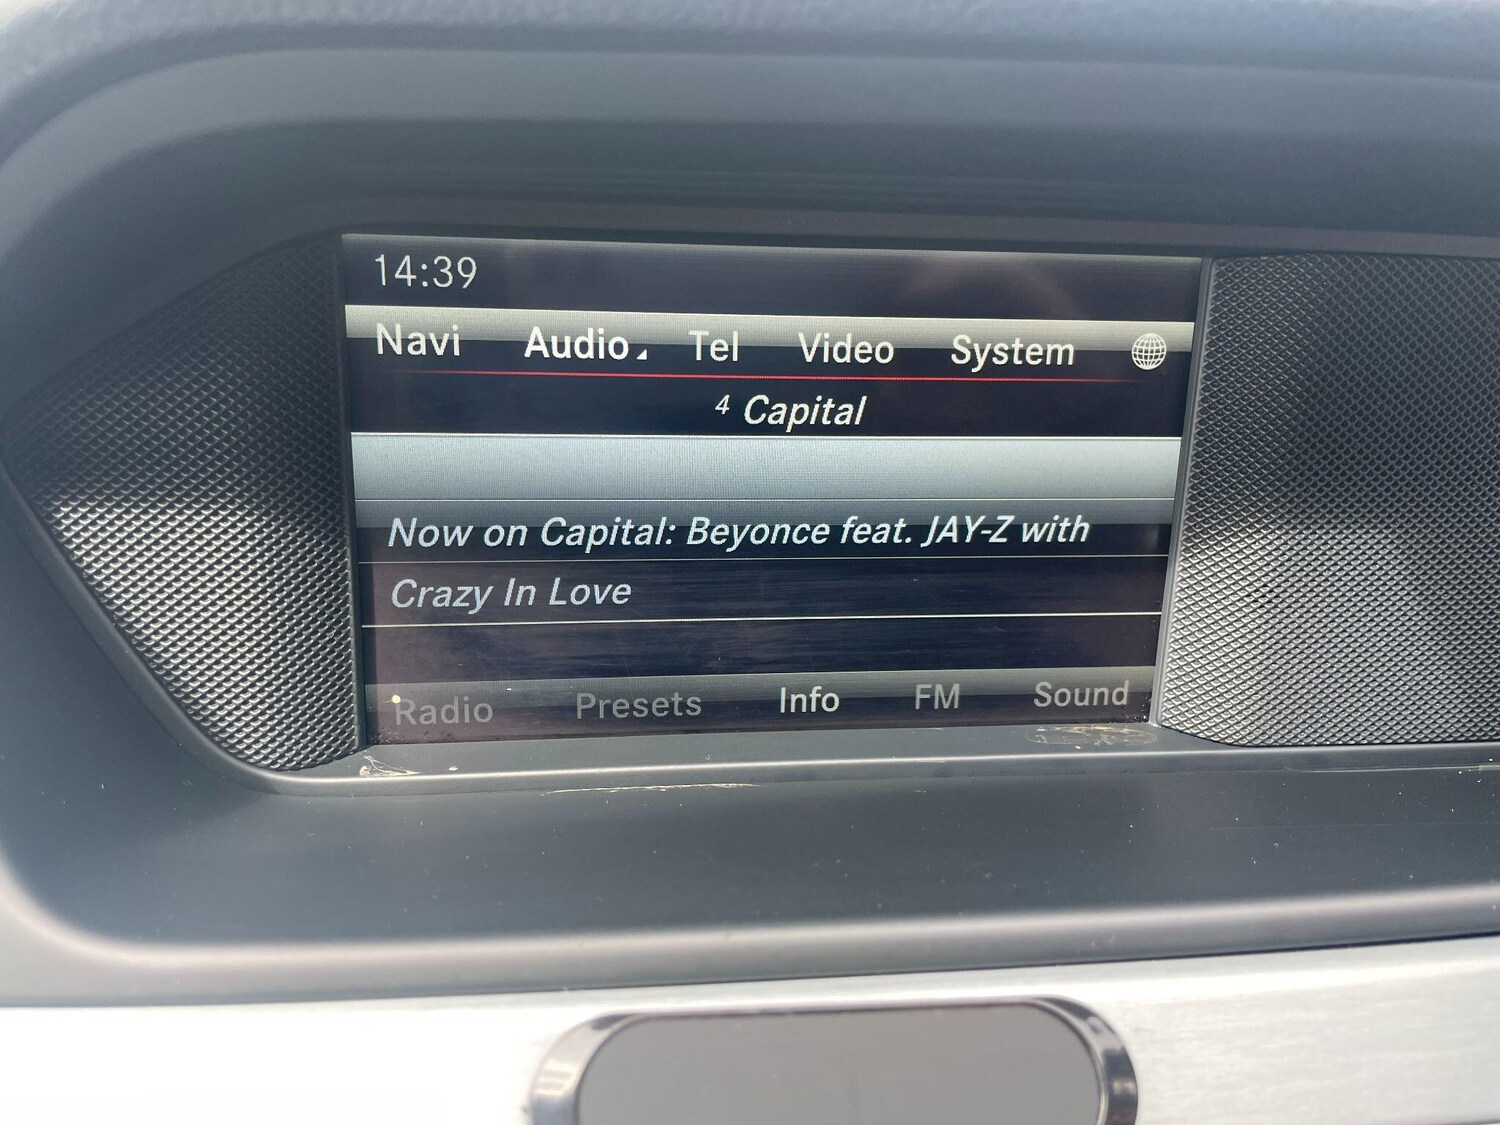 14:39
Navi Audio Tel Video System
4 Capital
Now on Capital: Beyonce feat. JAY-Z with
Crazy In Love
Radio Presets Info FM Sound